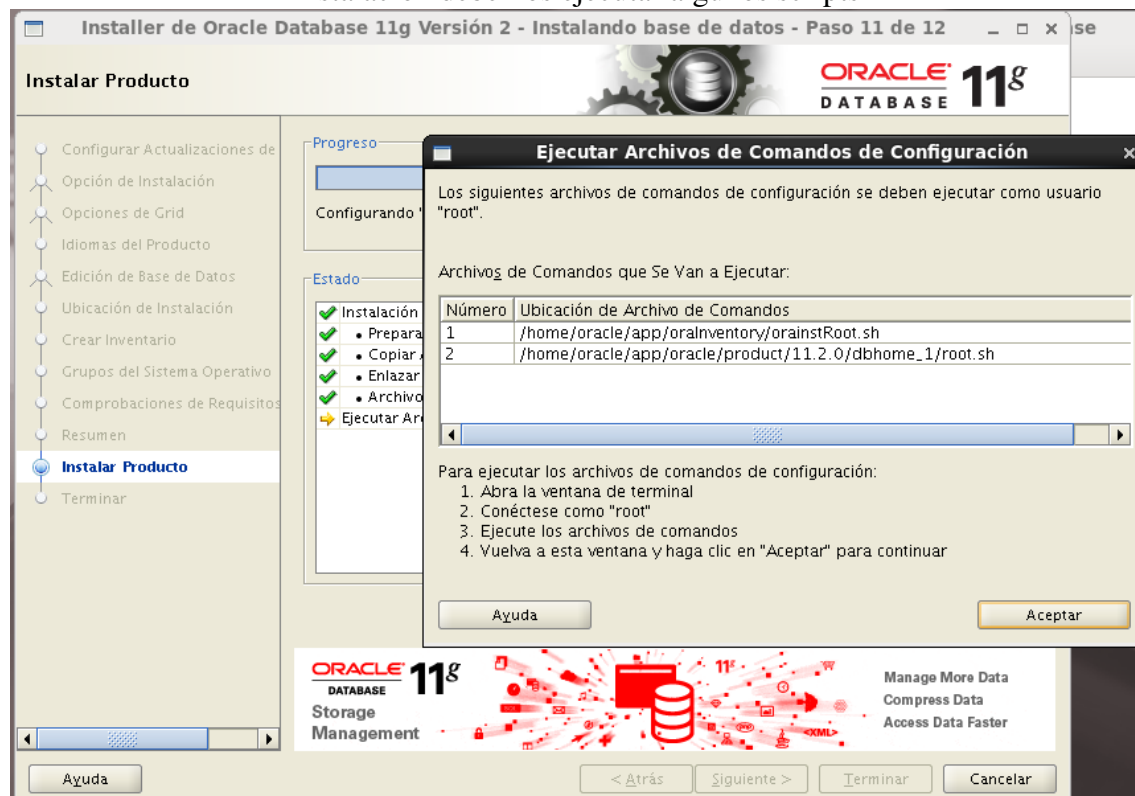 Installer de Oracle Database 11g Versión 2 - Instalando base de datos - Paso 11 de 12
Instalar Producto
ORACLE
DATABASE 11g
Configurar Actualizaciones de
Opción de Instalación
Opciones de Grid
Idiomas del Producto
Edición de Base de Datos
Ubicación de Instalación
Crear Inventario
Grupos del Sistema Operativo
Comprobaciones de Requisitos
Resumen
Instalar Producto
Terminar
Progreso
Configurando
Estado
Instalación
Prepara
Copiar
Enlazar
Archivo
Ejecutar Ar
Ejecutar Archivos de Comandos de Configuración
Los siguientes archivos de comandos de configuración se deben ejecutar como usuario
"root".
Archivos de Comandos que Se Van a Ejecutar:
Número Ubicación de Archivo de Comandos
1 /home/oracle/app/oraInventory/orainstRoot.sh
2 /home/oracle/app/oracle/product/11.2.0/dbhome_1/root.sh
Para ejecutar los archivos de comandos de configuración:
1. Abra la ventana de terminal
2. Conéctese como "root"
3. Ejecute los archivos de comandos
4. Vuelva a esta ventana y haga clic en "Aceptar" para continuar
Ayuda Aceptar
ORACLE
DATABASE 11g
Storage
Management
11g
<XML>
Manage More Data
Compress Data
Access Data Faster
Ayuda < Atrás Siguiente > Terminar Cancelar